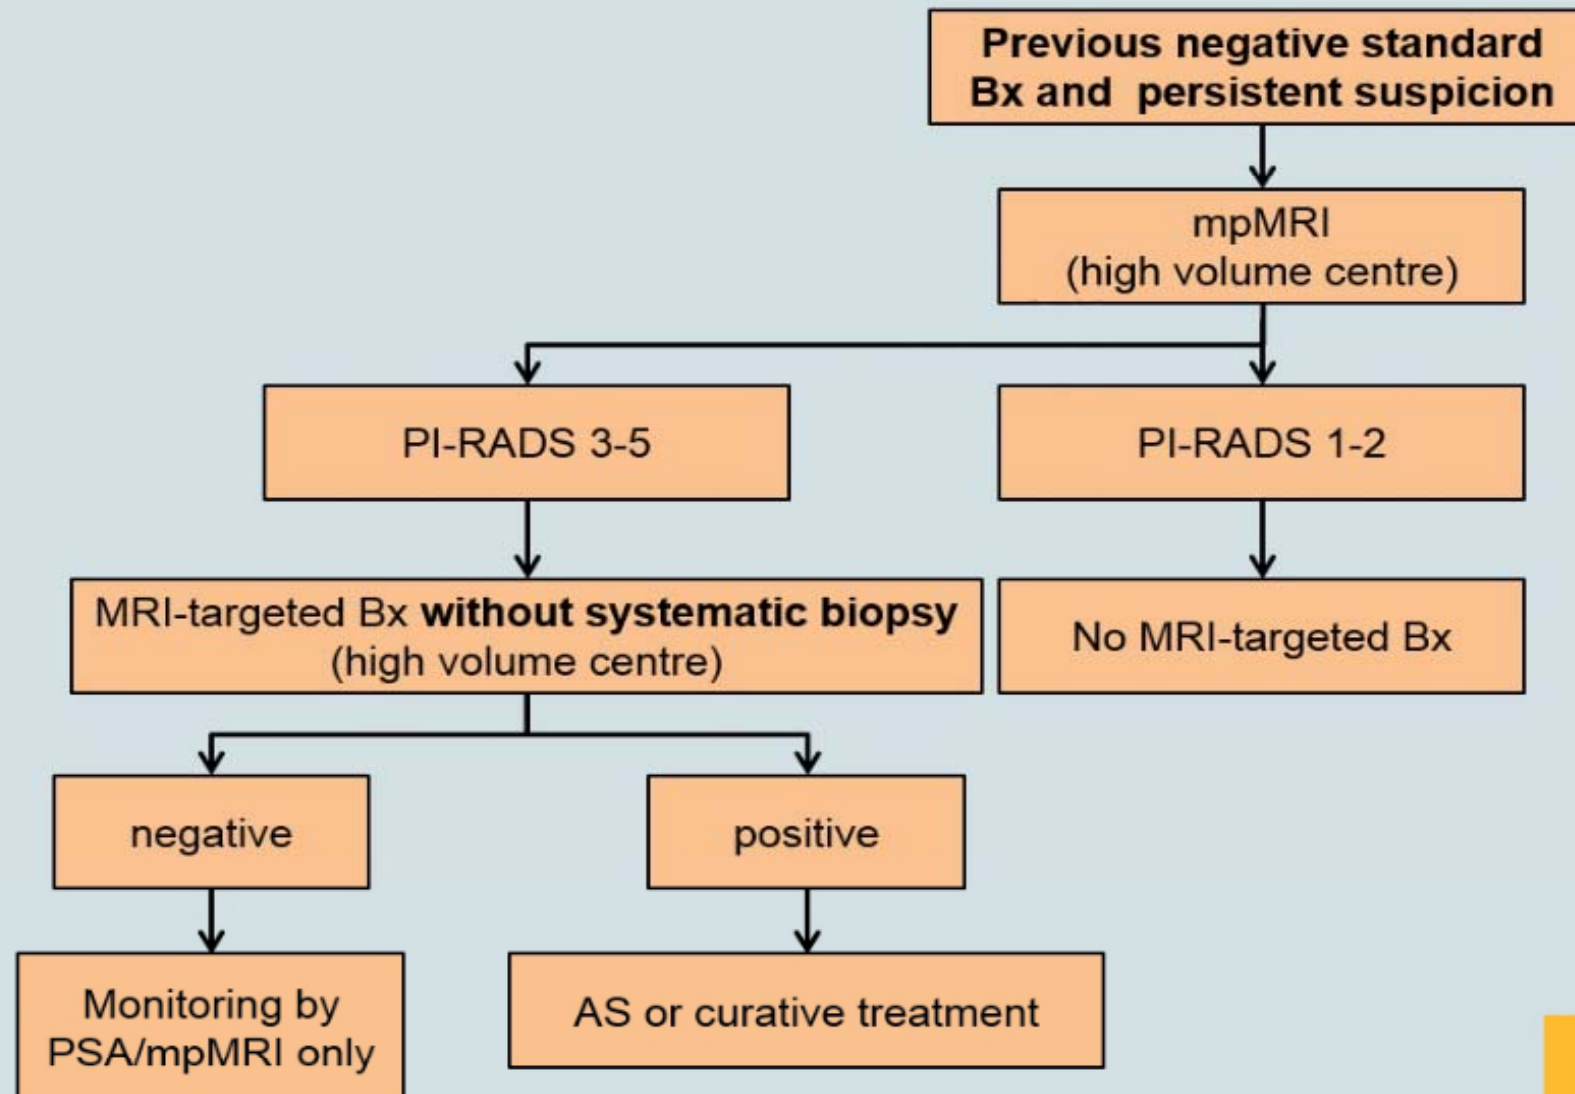 Previous negative standard
Bx and persistent suspicion
mpMRI
(high volume centre)
PI-RADS 3-5
PI-RADS 1-2
MRI-targeted Bx without systematic biopsy
(high volume centre)
No MRI-targeted Bx
negative
positive
Monitoring by
PSA/mpMRI only
AS or curative treatment